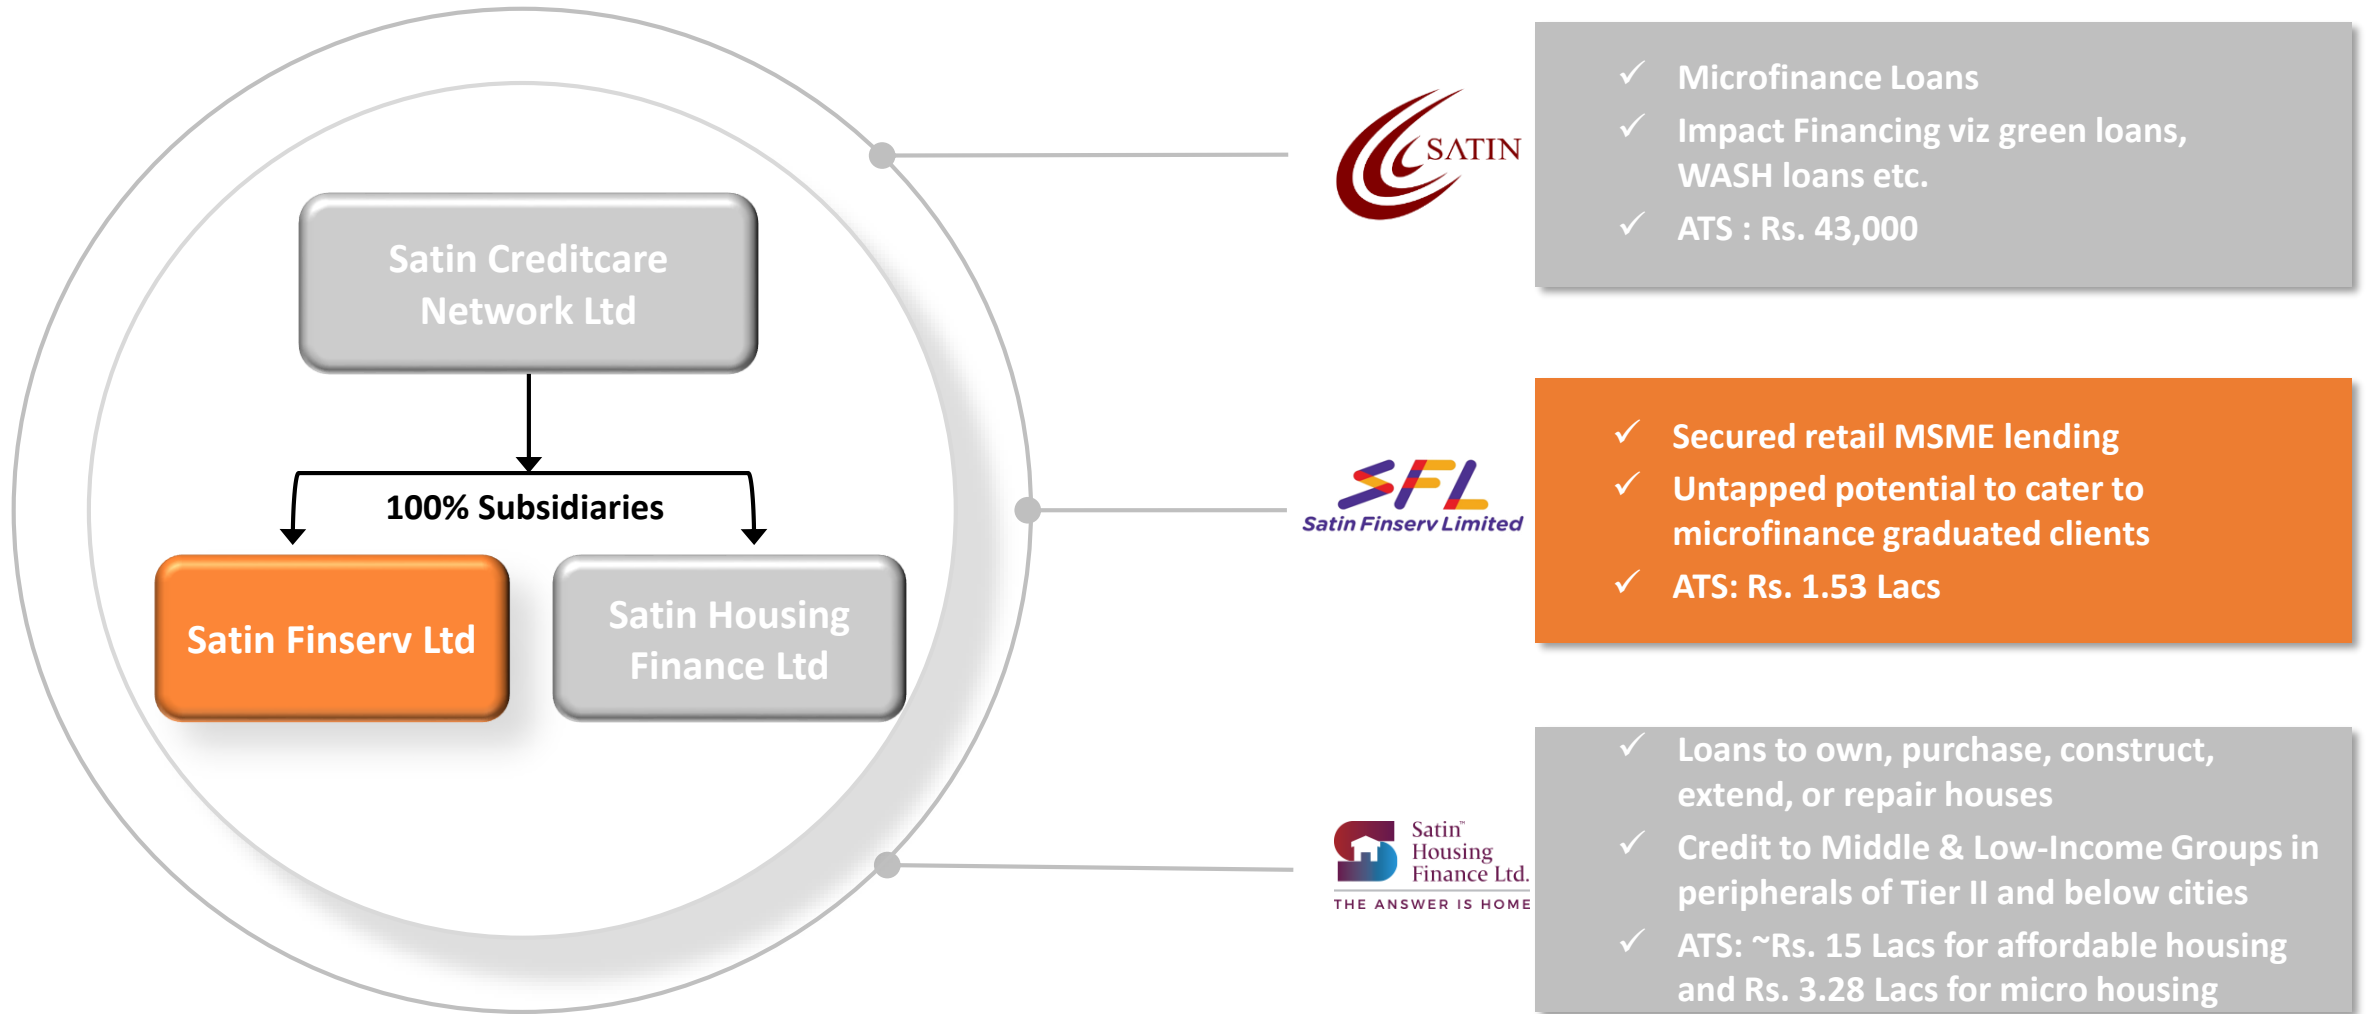 Satin Creditcare
Network Ltd
100% Subsidiaries
Satin Finserv Ltd
Satin Housing
Finance Ltd
SATIN
Microfinance Loans
Impact Financing viz green loans,
WASH loans etc.
ATS : Rs. 43,000
SFL
Satin Finserv Limited
Secured retail MSME lending
Untapped potential to cater to
microfinance graduated clients
ATS: Rs. 1.53 Lacs
Satin™
Housing
Finance Ltd.
THE ANSWER IS HOME
Loans to own, purchase, construct,
extend, or repair houses
Credit to Middle & Low-Income Groups in
peripherals of Tier II and below cities
ATS: ~Rs. 15 Lacs for affordable housing
and Rs. 3.28 Lacs for micro housing